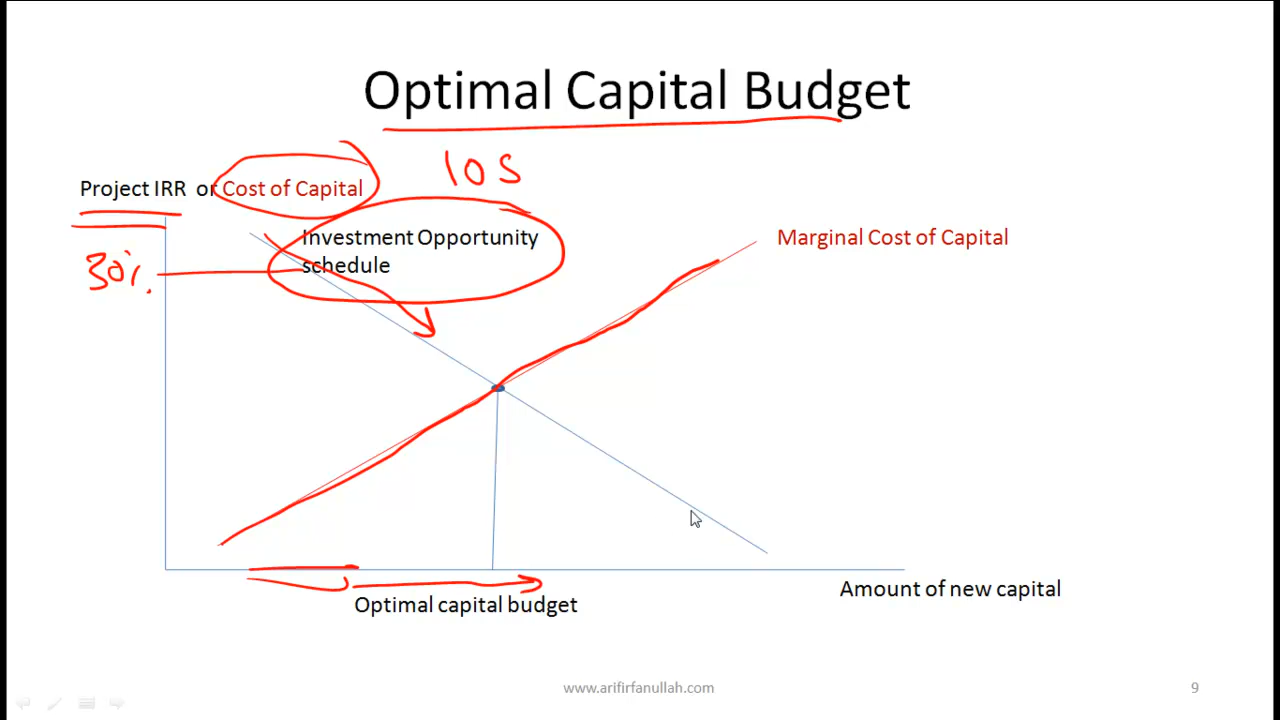 Optimal Capital Budget
IOS
Project IRR or Cost of Capital
Investment Opportunity
schedule
Marginal Cost of Capital
30%
Optimal capital budget
Amount of new capital
www.arifirfanullah.com
9